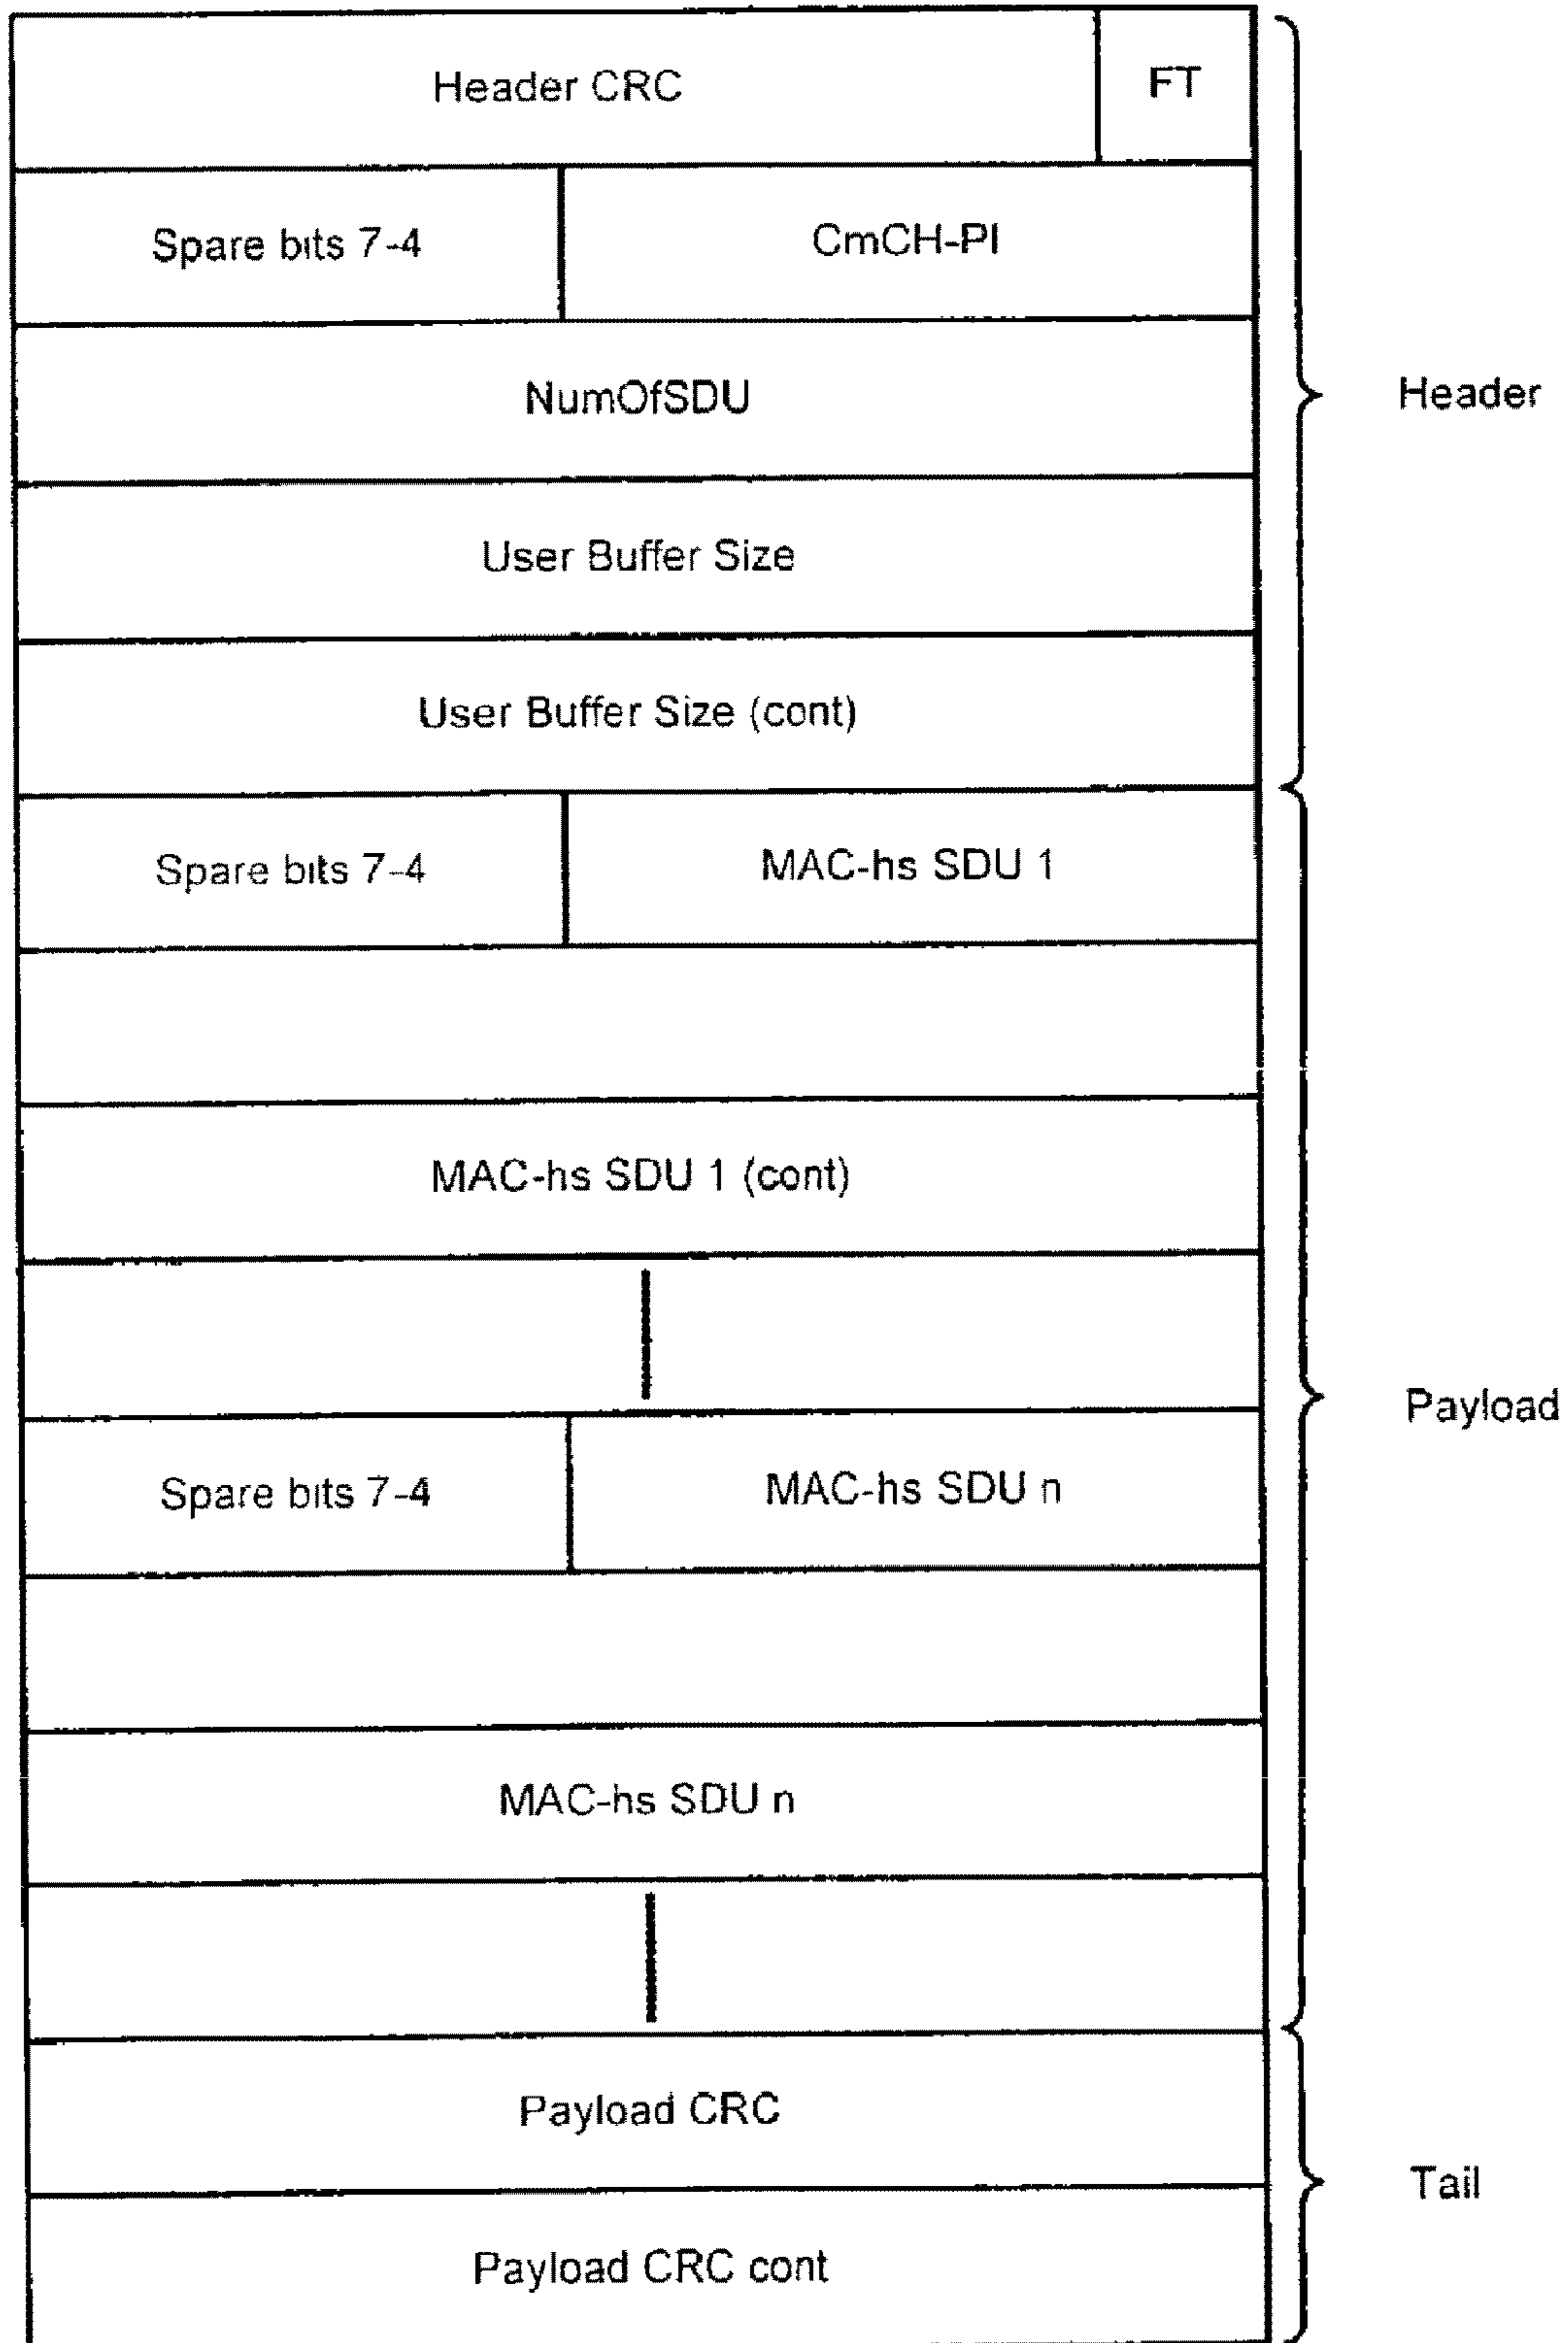 Header CRC
FT
Spare bits 7-4
CmCH-PI
NumOfSDU
Header
User Buffer Size
User Buffer Size (cont)
Spare bits 7-4
MAC-hs SDU 1
MAC-hs SDU 1 (cont)
Payload
Spare bits 7-4
MAC-hs SDU n
MAC-hs SDU n
Payload CRC
Tail
Payload CRC cont